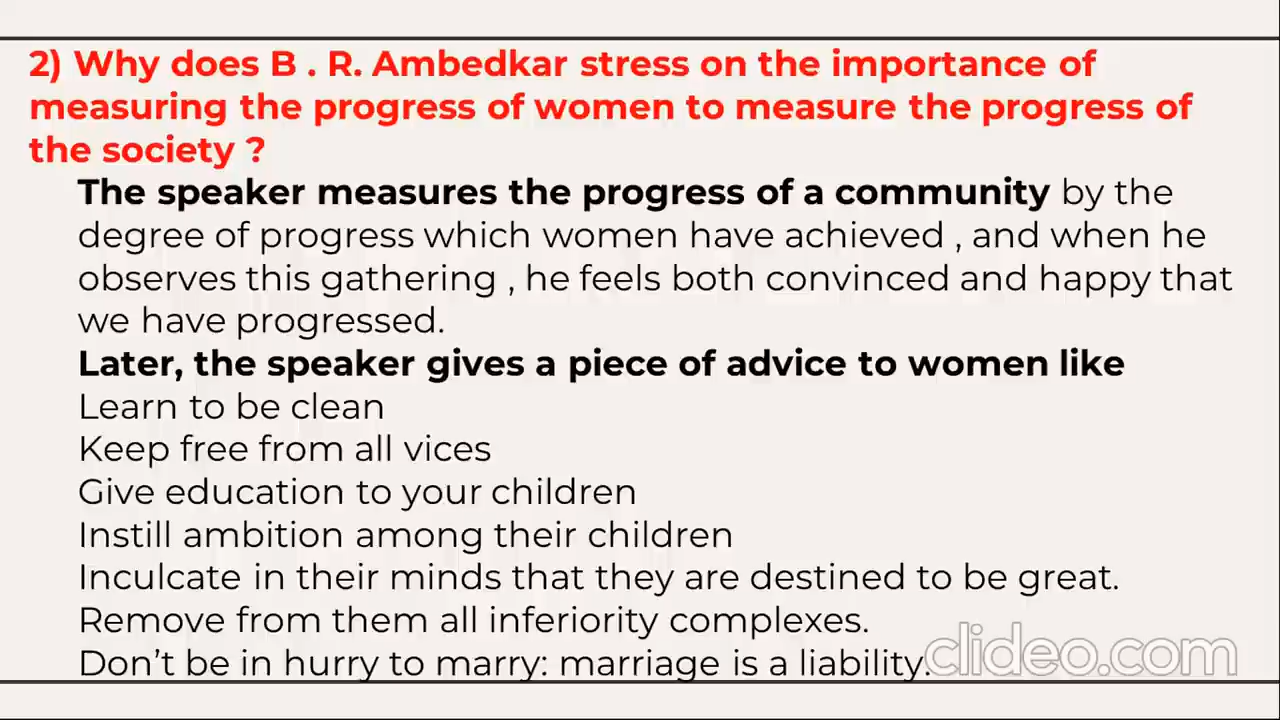 2) Why does B . R. Ambedkar stress on the importance of
measuring the progress of women to measure the progress of
the society ?
The speaker measures the progress of a community by the
degree of progress which women have achieved , and when he
observes this gathering , he feels both convinced and happy that
we have progressed.
Later, the speaker gives a piece of advice to women like
Learn to be clean
Keep free from all vices
Give education to your children
Instill ambition among their children
Inculcate in their minds that they are destined to be great.
Remove from them all inferiority complexes.
Don't be in hurry to marry: marriage is a liability.
clideo.com